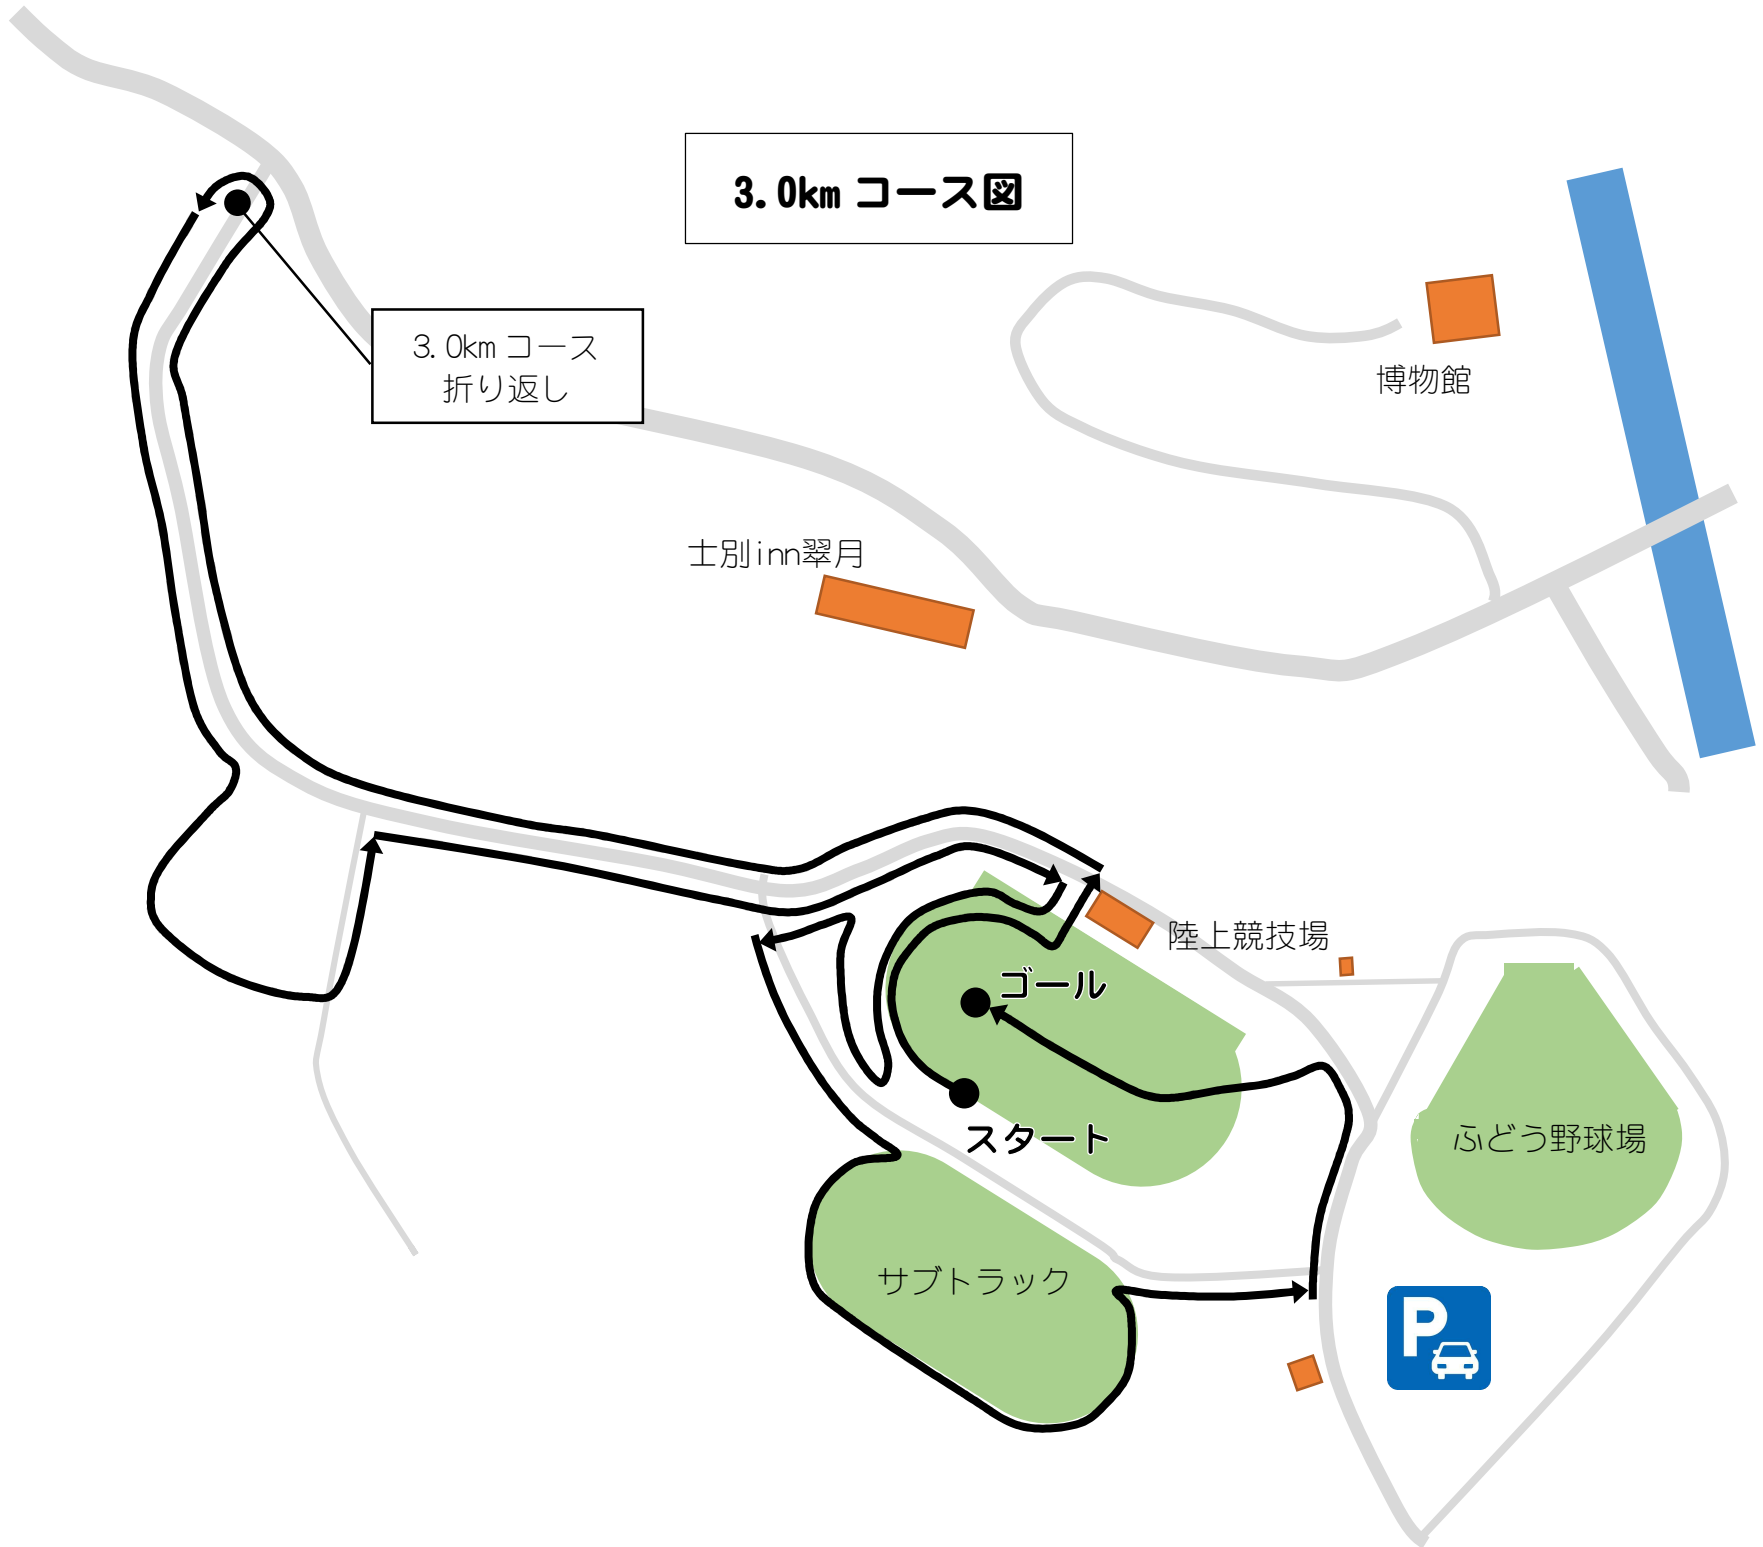 3.0km コース図
3.0km コース
折り返し
博物館
士別inn翠月
陸上競技場
ゴール
スタート
ふどう野球場
サブトラック
P